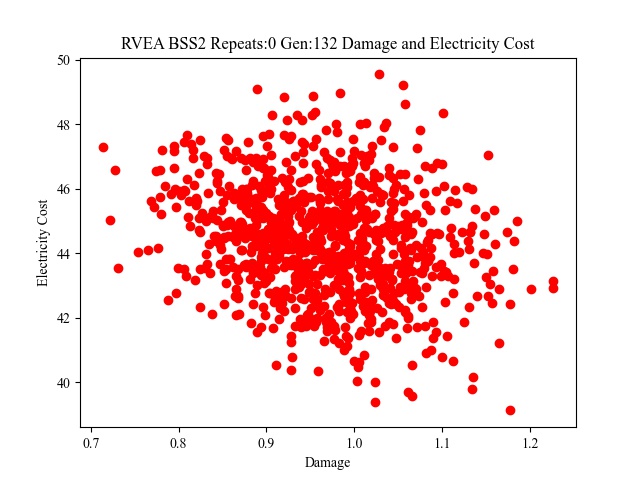 RVEA BSS2 Repeats:0 Gen:132 Damage and Electricity Cost
50
48
46
44
42
40
Electricity Cost
0.7 0.8 0.9 1.0 1.1 1.2
Damage